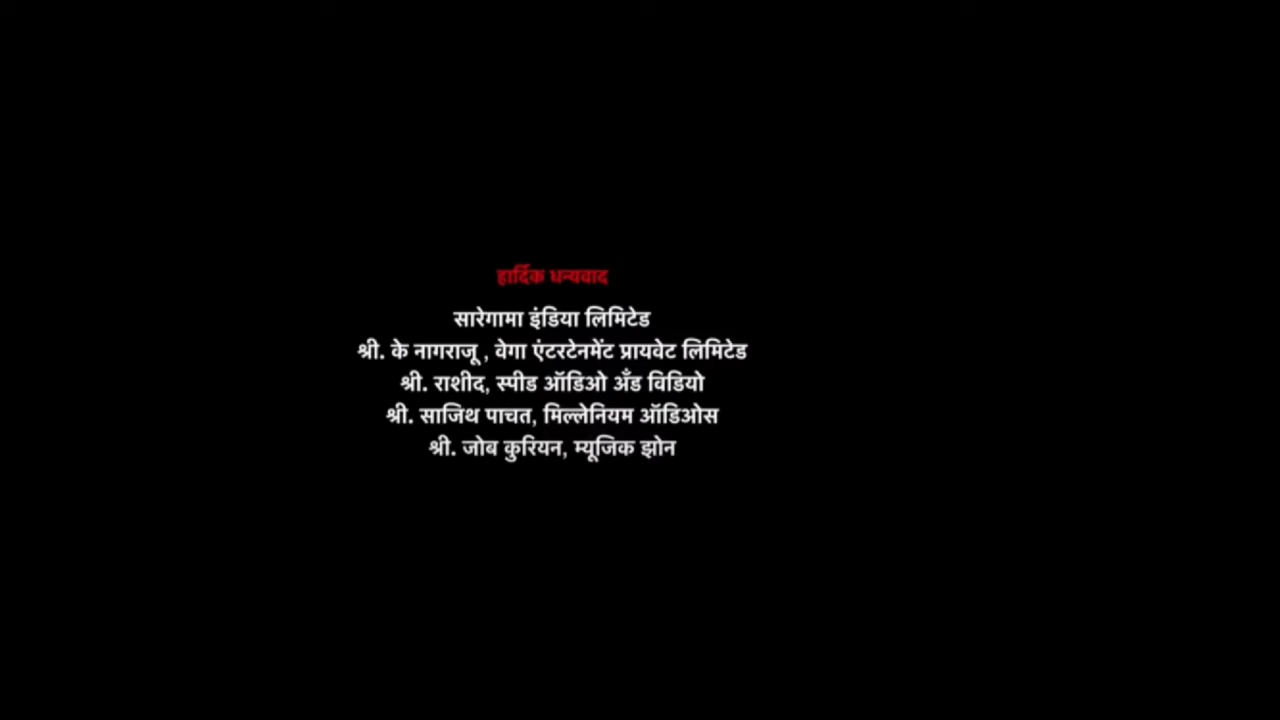 हार्दिक धन्यवाद
सारेगामा इंडिया लिमिटेड
श्री. के नागराजू , वेगा एंटरटेनमेंट प्रायवेट लिमिटेड
श्री. राशीद, स्पीड ऑडिओ अँड विडियो
श्री. साजिथ पाचत, मिल्लेनियम ऑडिओस
श्री. जोब कुरियन, म्यूजिक झोन